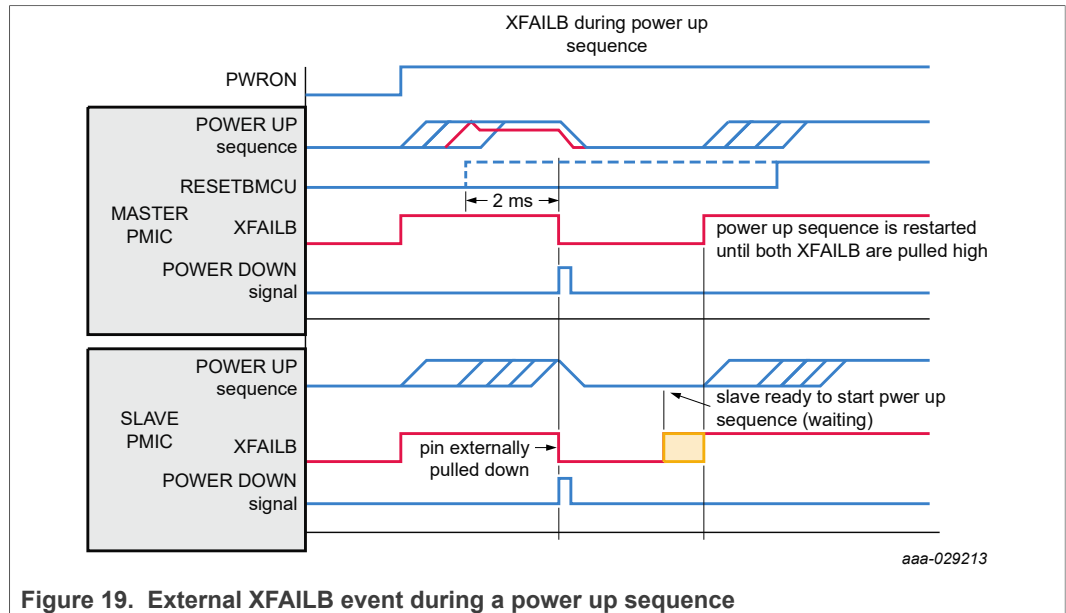 XFAILB during power up
sequence
PWRON
POWER UP
sequence
RESETBMCU
2 ms
MASTER
PMIC
XFAILB
power up sequence is restarted
until both XFAILB are pulled high
POWER DOWN
signal
POWER UP
sequence
slave ready to start pwer up
sequence (waiting)
SLAVE
PMIC
XFAILB
pin externally
pulled down
POWER DOWN
signal
aaa-029213
Figure 19. External XFAILB event during a power up sequence